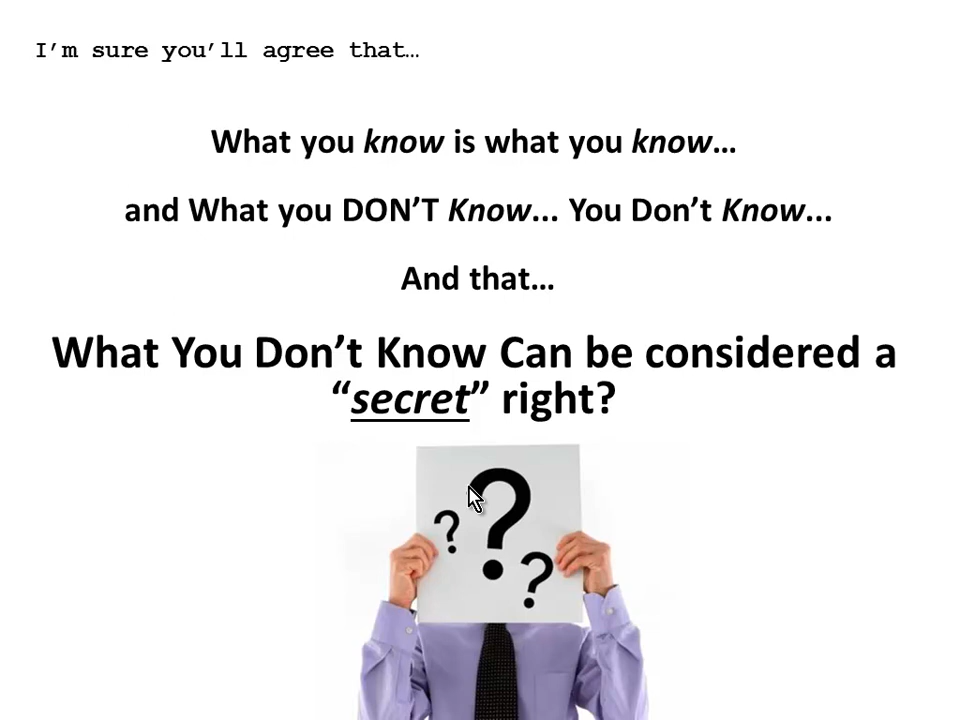 I’m sure you’ll agree that…
What you know is what you know…
and What you DON’T Know... You Don’t Know...
And that…
What You Don’t Know Can be considered a
“secret” right?
?
?
?